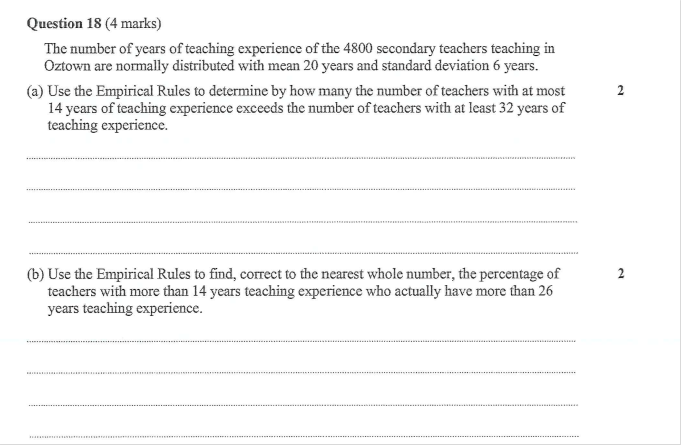 Question 18 (4 marks)
The number of years of teaching experience of the 4800 secondary teachers teaching in
Oztown are normally distributed with mean 20 years and standard deviation 6 years.
(a) Use the Empirical Rules to determine by how many the number of teachers with at most 2
14 years of teaching experience exceeds the number of teachers with at least 32 years of
teaching experience.
(b) Use the Empirical Rules to find, correct to the nearest whole number, the percentage of 2
teachers with more than 14 years teaching experience who actually have more than 26
years teaching experience.